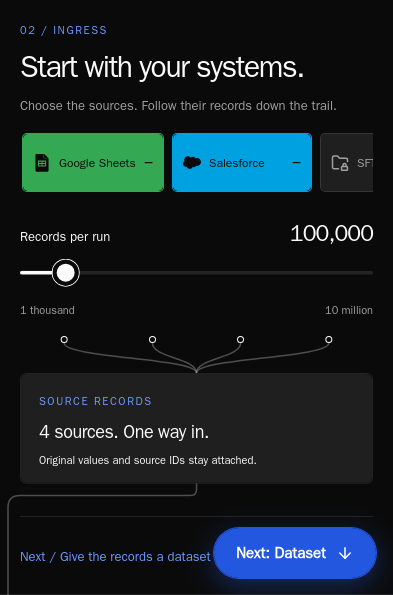 02 / INGRESS
Start with your systems.
Choose the sources. Follow their records down the trail.
Google Sheets –
Salesforce –
Records per run
100,000
1 thousand
10 million
SOURCE RECORDS
4 sources. One way in.
Original values and source IDs stay attached.
Next / Give the records a dataset
Next: Dataset ↓